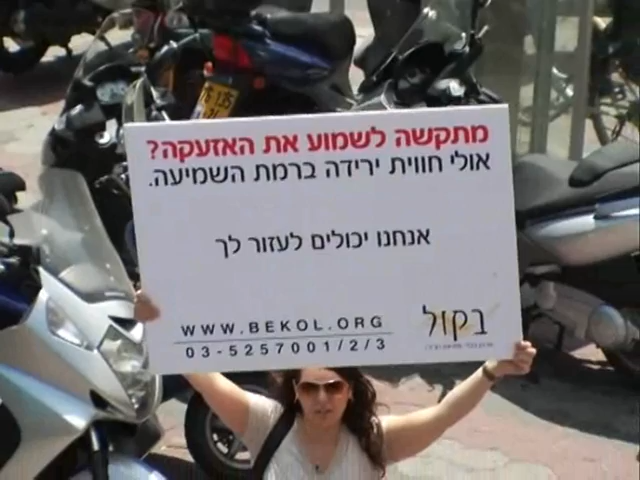 מתקשה לשמוע את האזעקה?
אולי חווית ירידה ברמת השמיעה.
אנחנו יכולים לעזור לך
בקול
WWW.BEKOL.ORG
03-5257001/2/3